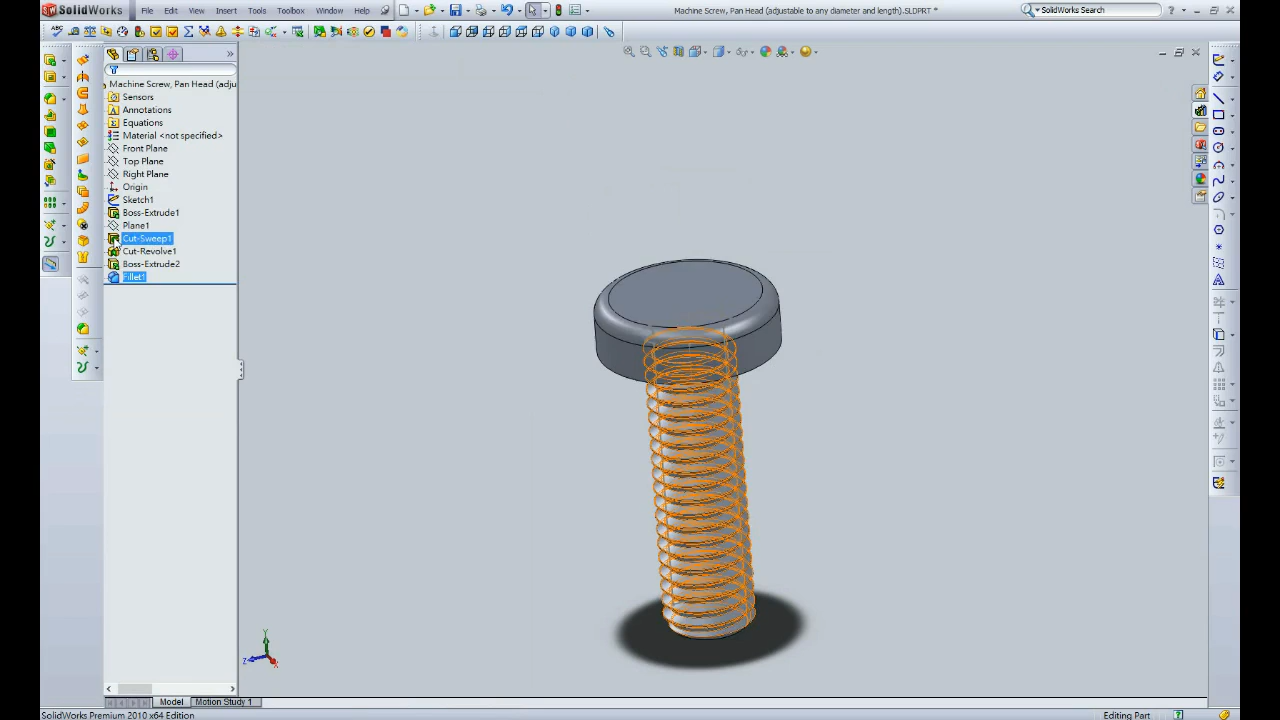 SolidWorks
File
Edit
View
Insert
Tools
Toolbox
Window
Help
Machine Screw, Pan Head (adjustable to any diameter and length).SLDPRT *
SolidWorks Search
Machine Screw, Pan Head (adju
Sensors
Annotations
Equations
Material <not specified>
Front Plane
Top Plane
Right Plane
Origin
Sketch1
Boss-Extrude1
Plane1
Cut-Sweep1
Cut-Revolve1
Boss-Extrude2
Fillet1
Y
Z
X
Model
Motion Study 1
SolidWorks Premium 2010 x64 Edition
Editing Part